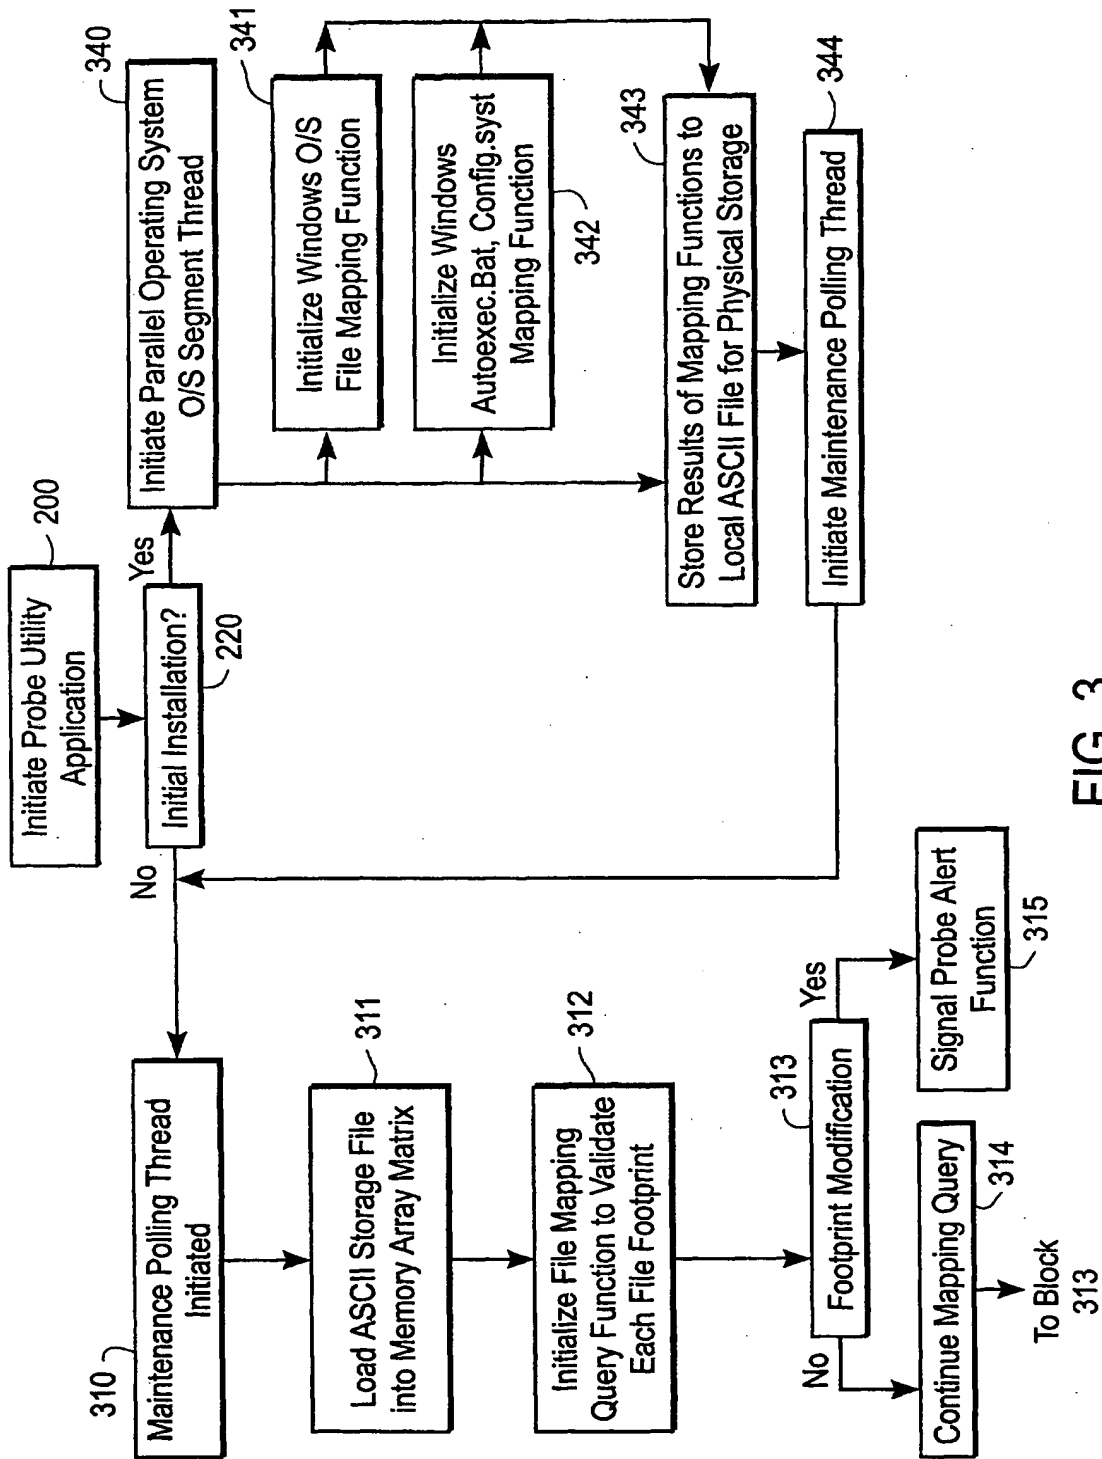 200
Initiate Probe Utility
Application
Initial Installation?
220
Yes
No
340
Initiate Parallel Operating System
O/S Segment Thread
341
Initialize Windows O/S
File Mapping Function
Initialize Windows
Autoexec.Bat, Config.syst
Mapping Function
342
343
Store Results of Mapping Functions to
Local ASCII File for Physical Storage
344
Initiate Maintenance Polling Thread
310
Maintenance Polling Thread
Initiated
311
Load ASCII Storage File
into Memory Array Matrix
312
Initialize File Mapping
Query Function to Validate
Each File Footprint
313
Footprint Modification
Yes
No
Signal Probe Alert
Function
315
Continue Mapping Query
314
To Block
313
FIG. 3